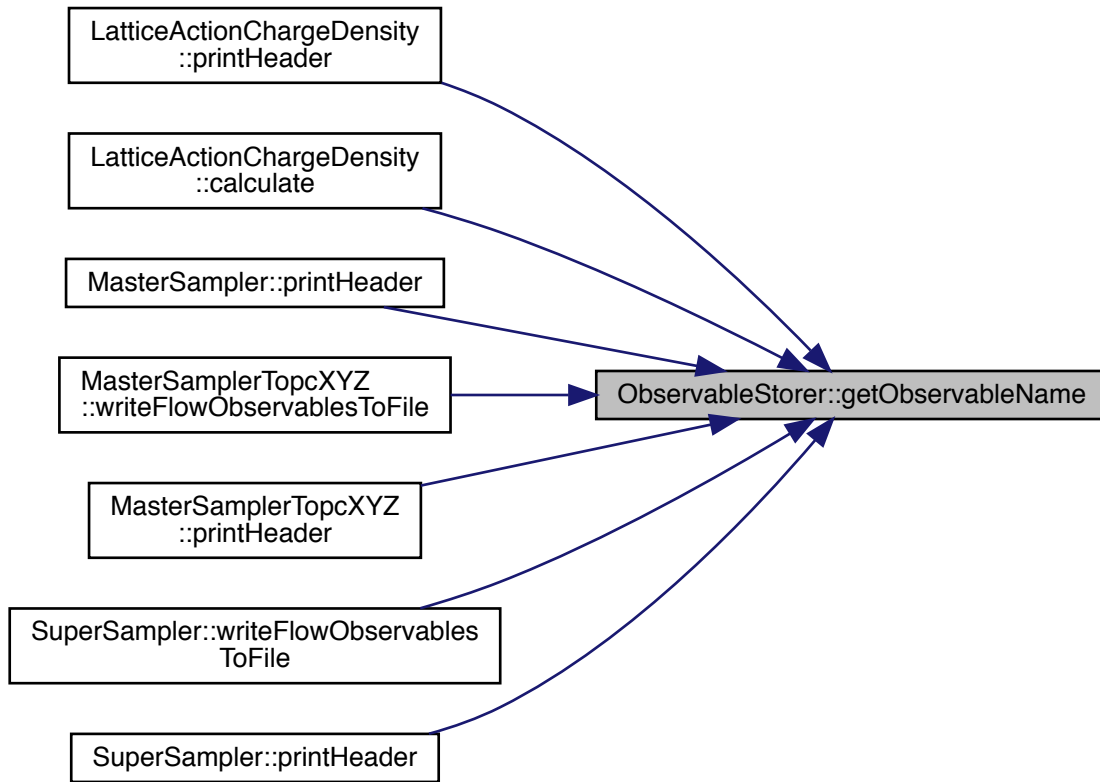 LatticeActionChargeDensity
::printHeader
LatticeActionChargeDensity
::calculate
MasterSampler::printHeader
MasterSamplerTopcXYZ
::writeFlowObservablesToFile
ObservableStorer::getObservableName
MasterSamplerTopcXYZ
::printHeader
SuperSampler::writeFlowObservables
ToFile
SuperSampler::printHeader